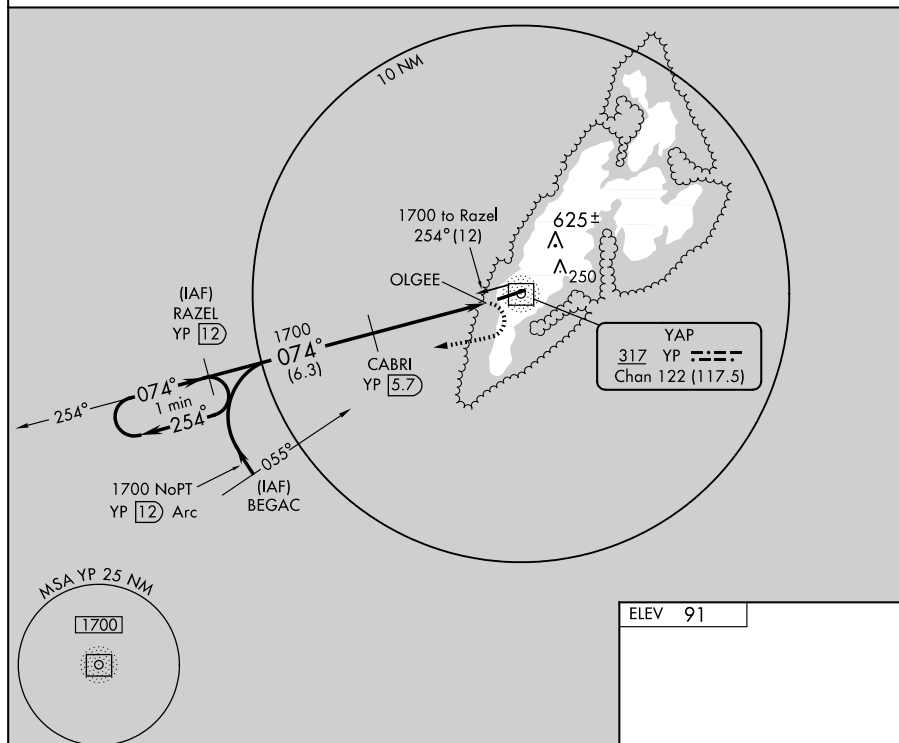 10 NM
1700 to Razel
254° (12)
625±
250
OLGEE
(IAF)
RAZEL
YP 12
1700
074°
(6.3)
CABRI
YP 5.7
YAP
317 YP
Chan 122 (117.5)
254°
074°
1 min
254°
055°
1700 NoPT
YP 12 Arc
(IAF)
BEGAC
MSA YP 25 NM
1700
ELEV 91